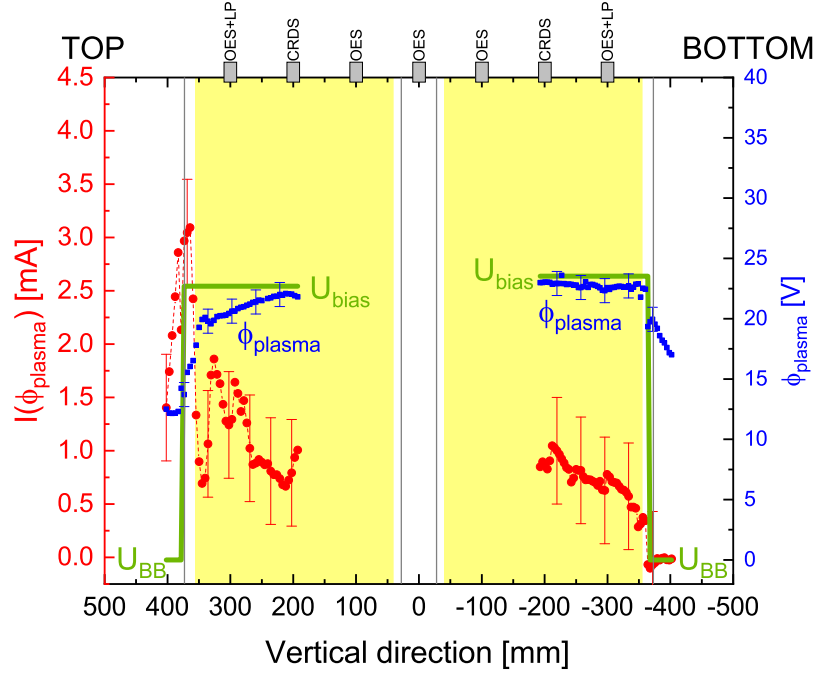 OES+LP
CRDS
OES
OES
OES
CRDS
OES+LP
TOP
BOTTOM
4.5
4.0
3.5
3.0
2.5
2.0
1.5
1.0
0.5
0.0
I(ϕplasma) [mA]
40
35
30
25
20
15
10
5
0
ϕplasma [V]
Ubias
ϕplasma
UBB
Ubias
ϕplasma
UBB
500 400 300 200 100 0 -100 -200 -300 -400 -500
Vertical direction [mm]